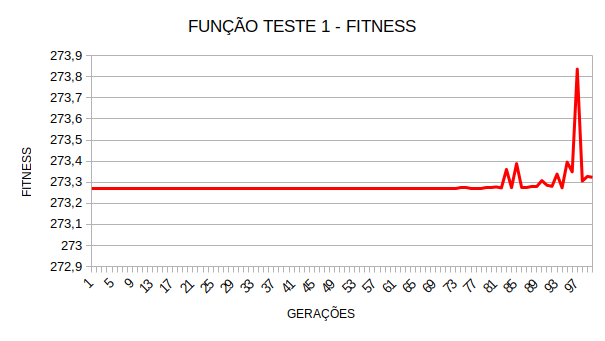 FUNÇÃO TESTE 1 - FITNESS
273,9
273,8
273,7
273,6
273,5
273,4
273,3
273,2
273,1
273
272,9
FITNESS
1 5 9 13 17 21 25 29 33 37 41 45 49 53 57 61 65 69 73 77 81 85 89 93 97
GERAÇÕES